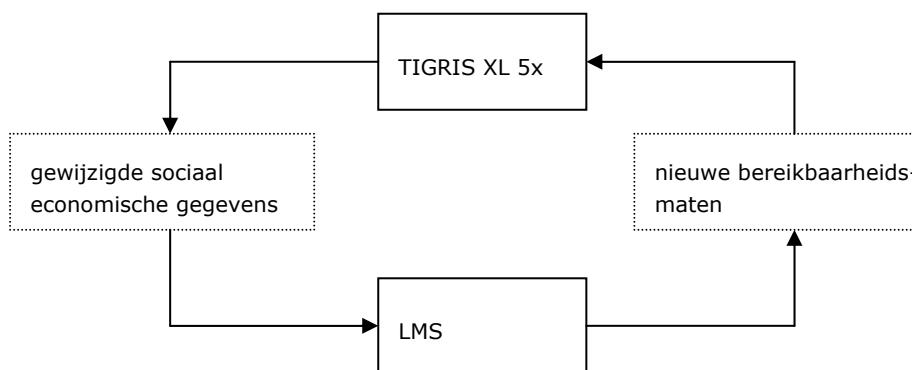 TIGRIS XL 5x
gewijzigde sociaal
economische gegevens
nieuwe bereikbaarheids-
maten
LMS